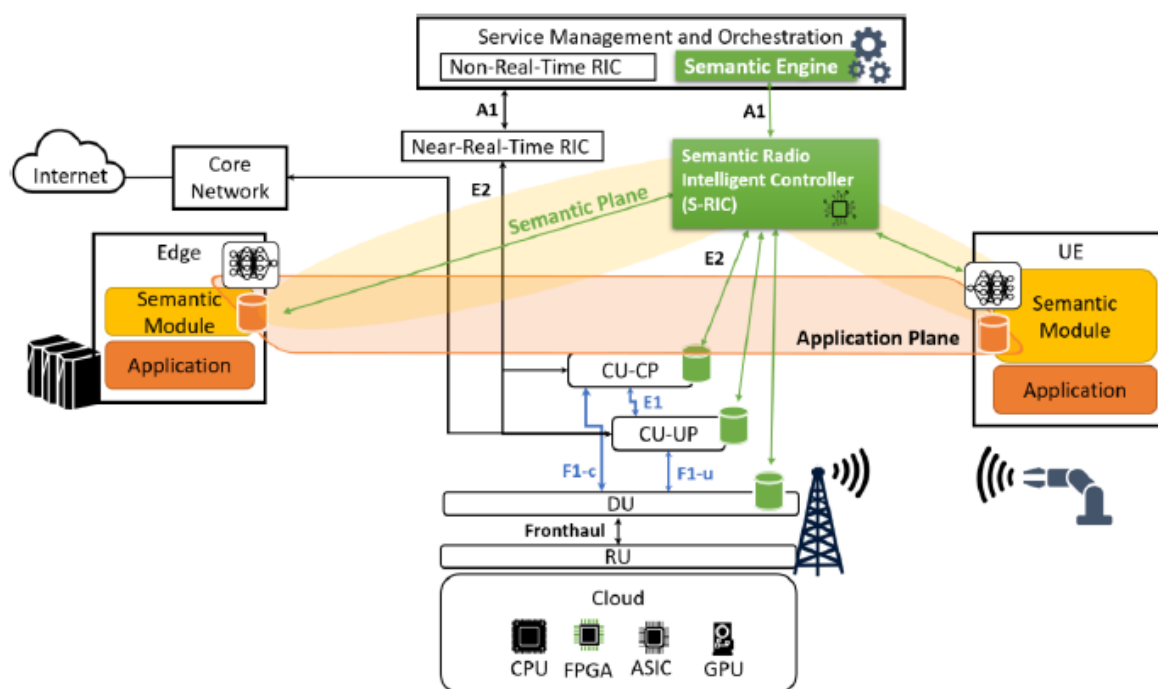 Service Management and Orchestration
Non-Real-Time RIC
Semantic Engine
A1
A1
Near-Real-Time RIC
Semantic Radio
Intelligent Controller
(S-RIC)
Internet
Core
Network
E2
Semantic Plane
E2
Edge
UE
Semantic
Module
Application
Semantic
Module
Application
Application Plane
CU-CP
E1
CU-UP
F1-c
F1-u
DU
Fronthaul
RU
Cloud
CPU
FPGA
ASIC
GPU